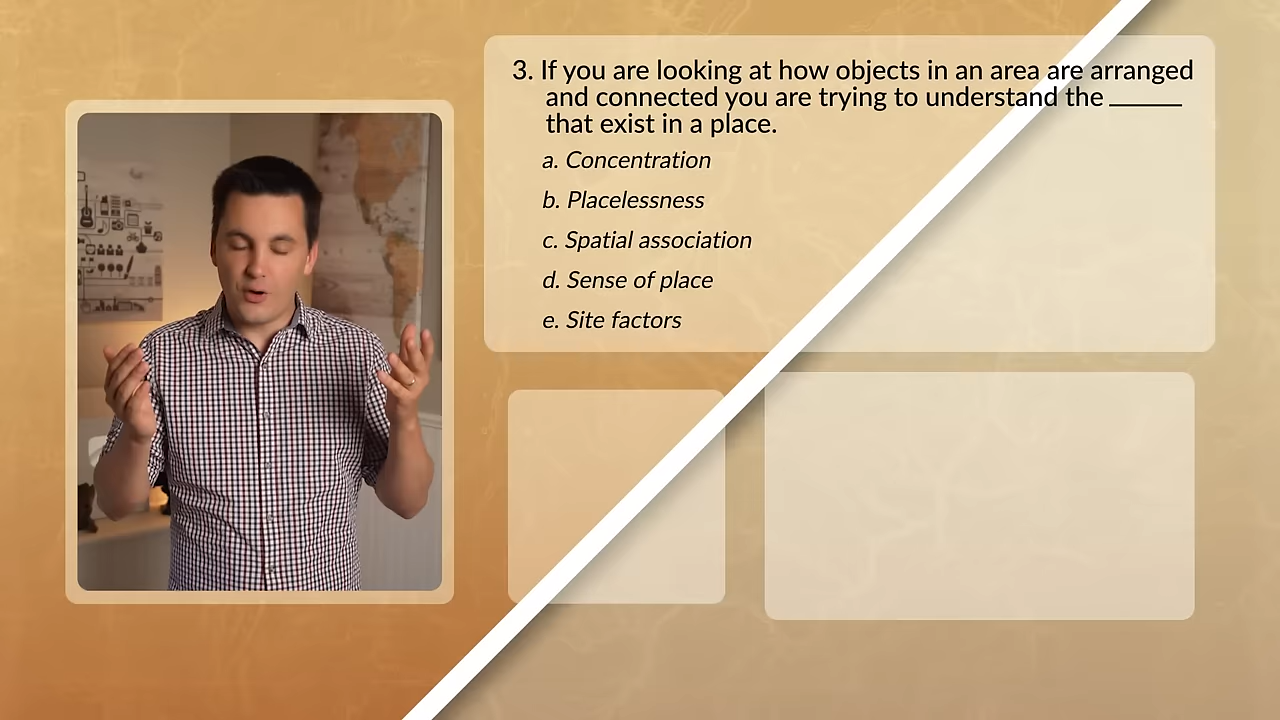 3. If you are looking at how objects in an area are arranged
and connected you are trying to understand the ______
that exist in a place.
a. Concentration
b. Placelessness
c. Spatial association
d. Sense of place
e. Site factors